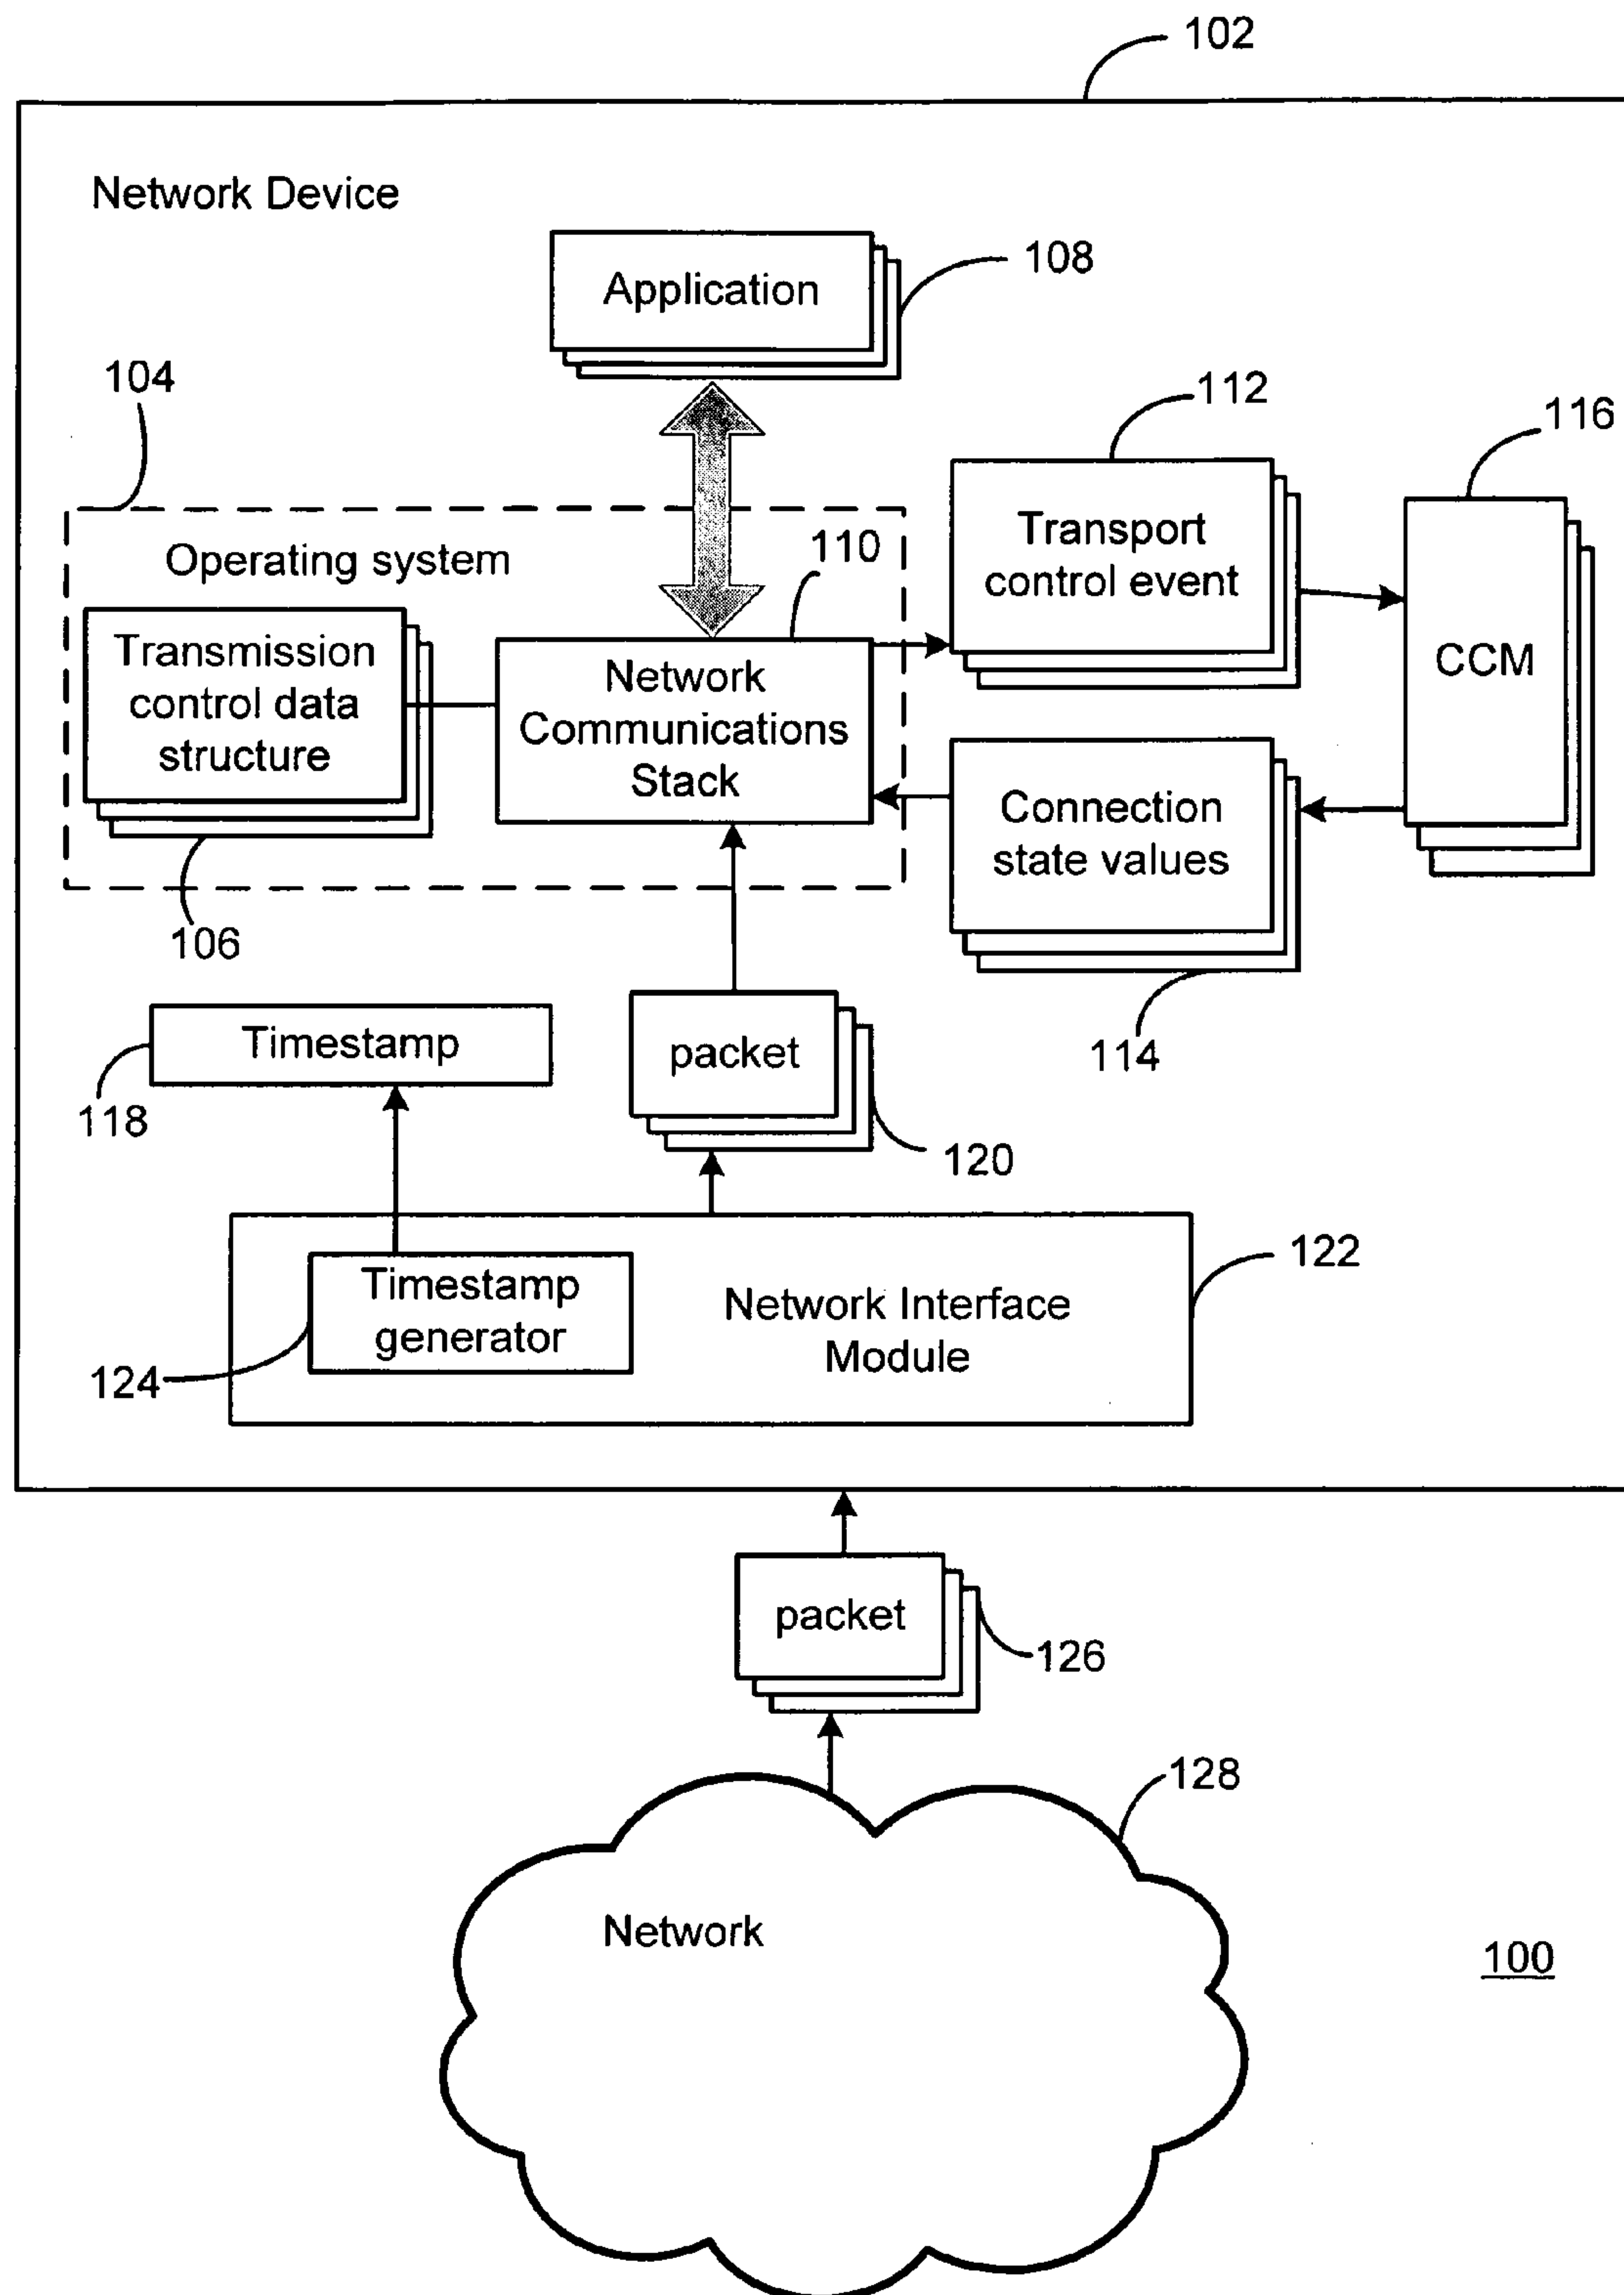 102
Network Device
Application
108
104
112
116
Operating system
110
Transport
control event
Transmission
control data
structure
Network
Communications
Stack
CCM
Connection
state values
106
114
Timestamp
118
packet
120
122
Timestamp
generator
Network Interface
Module
124
packet
126
128
Network
100